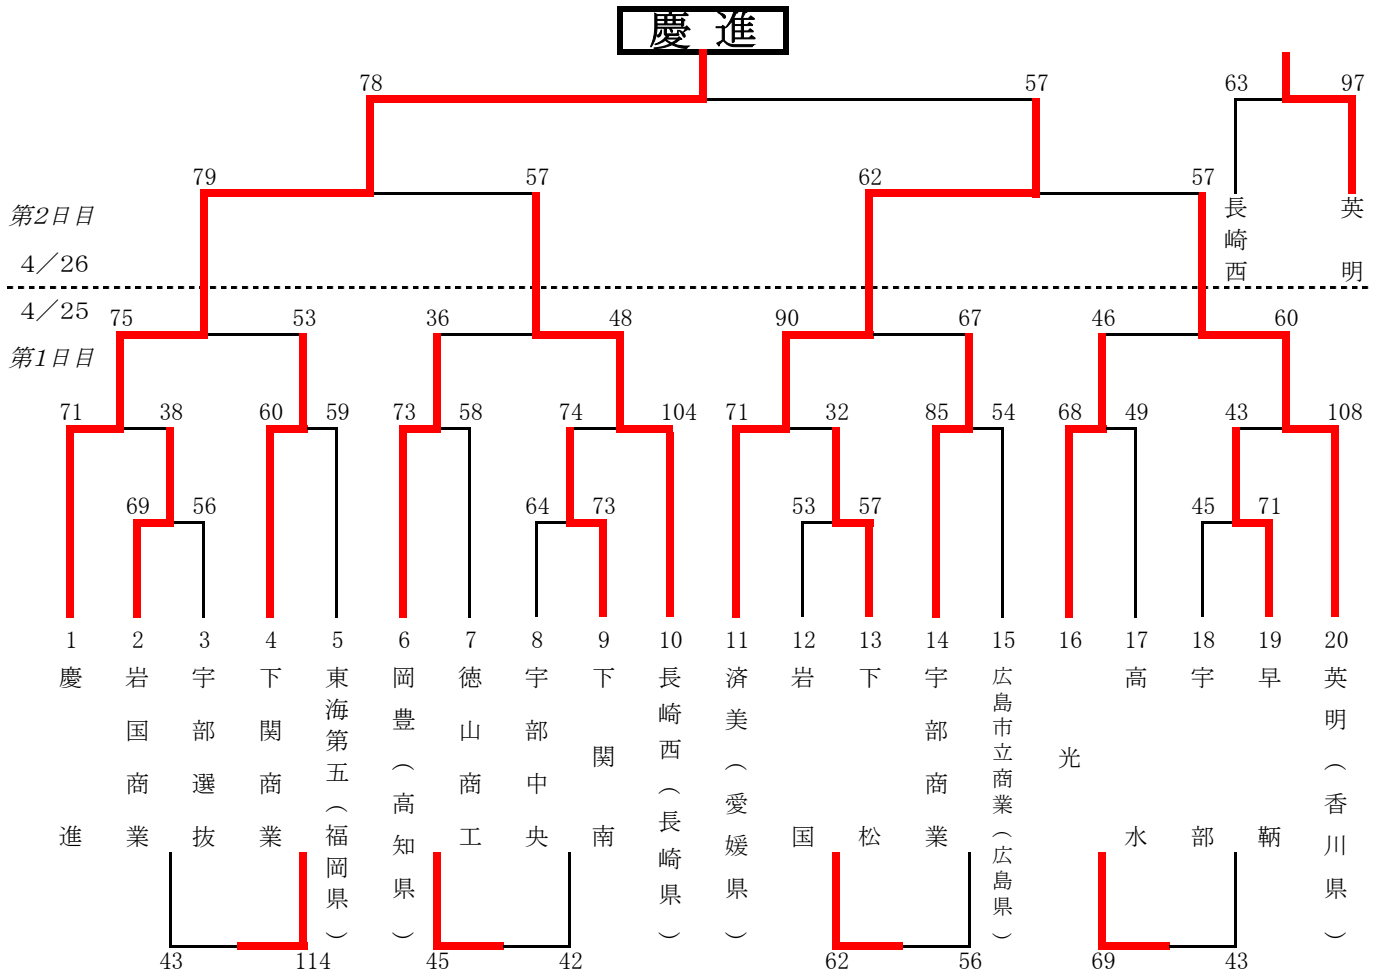 慶進
78 57 63 97
79 57 62 57
長崎西
英明
第2日目
4／26
4／25
第1日目
75 53 36 48 90 67 46 60
71 38 60 59 73 58 74 104 71 32 85 54 68 49 43 108
69 56 64 73 53 57 45 71
1 2 3 4 5 6 7 8 9 10 11 12 13 14 15 16 17 18 19 20
慶進
岩国商業
宇部選抜
下関商業
東海第五（福岡県）
岡豊（高知県）
徳山商工
宇部中央
下関南
長崎西（長崎県）
済美（愛媛県）
岩国
下松
宇部商業
広島市立商業（広島県）
光
高水
宇部
早鞆
英明（香川県）
43 114 45 42 62 56 69 43